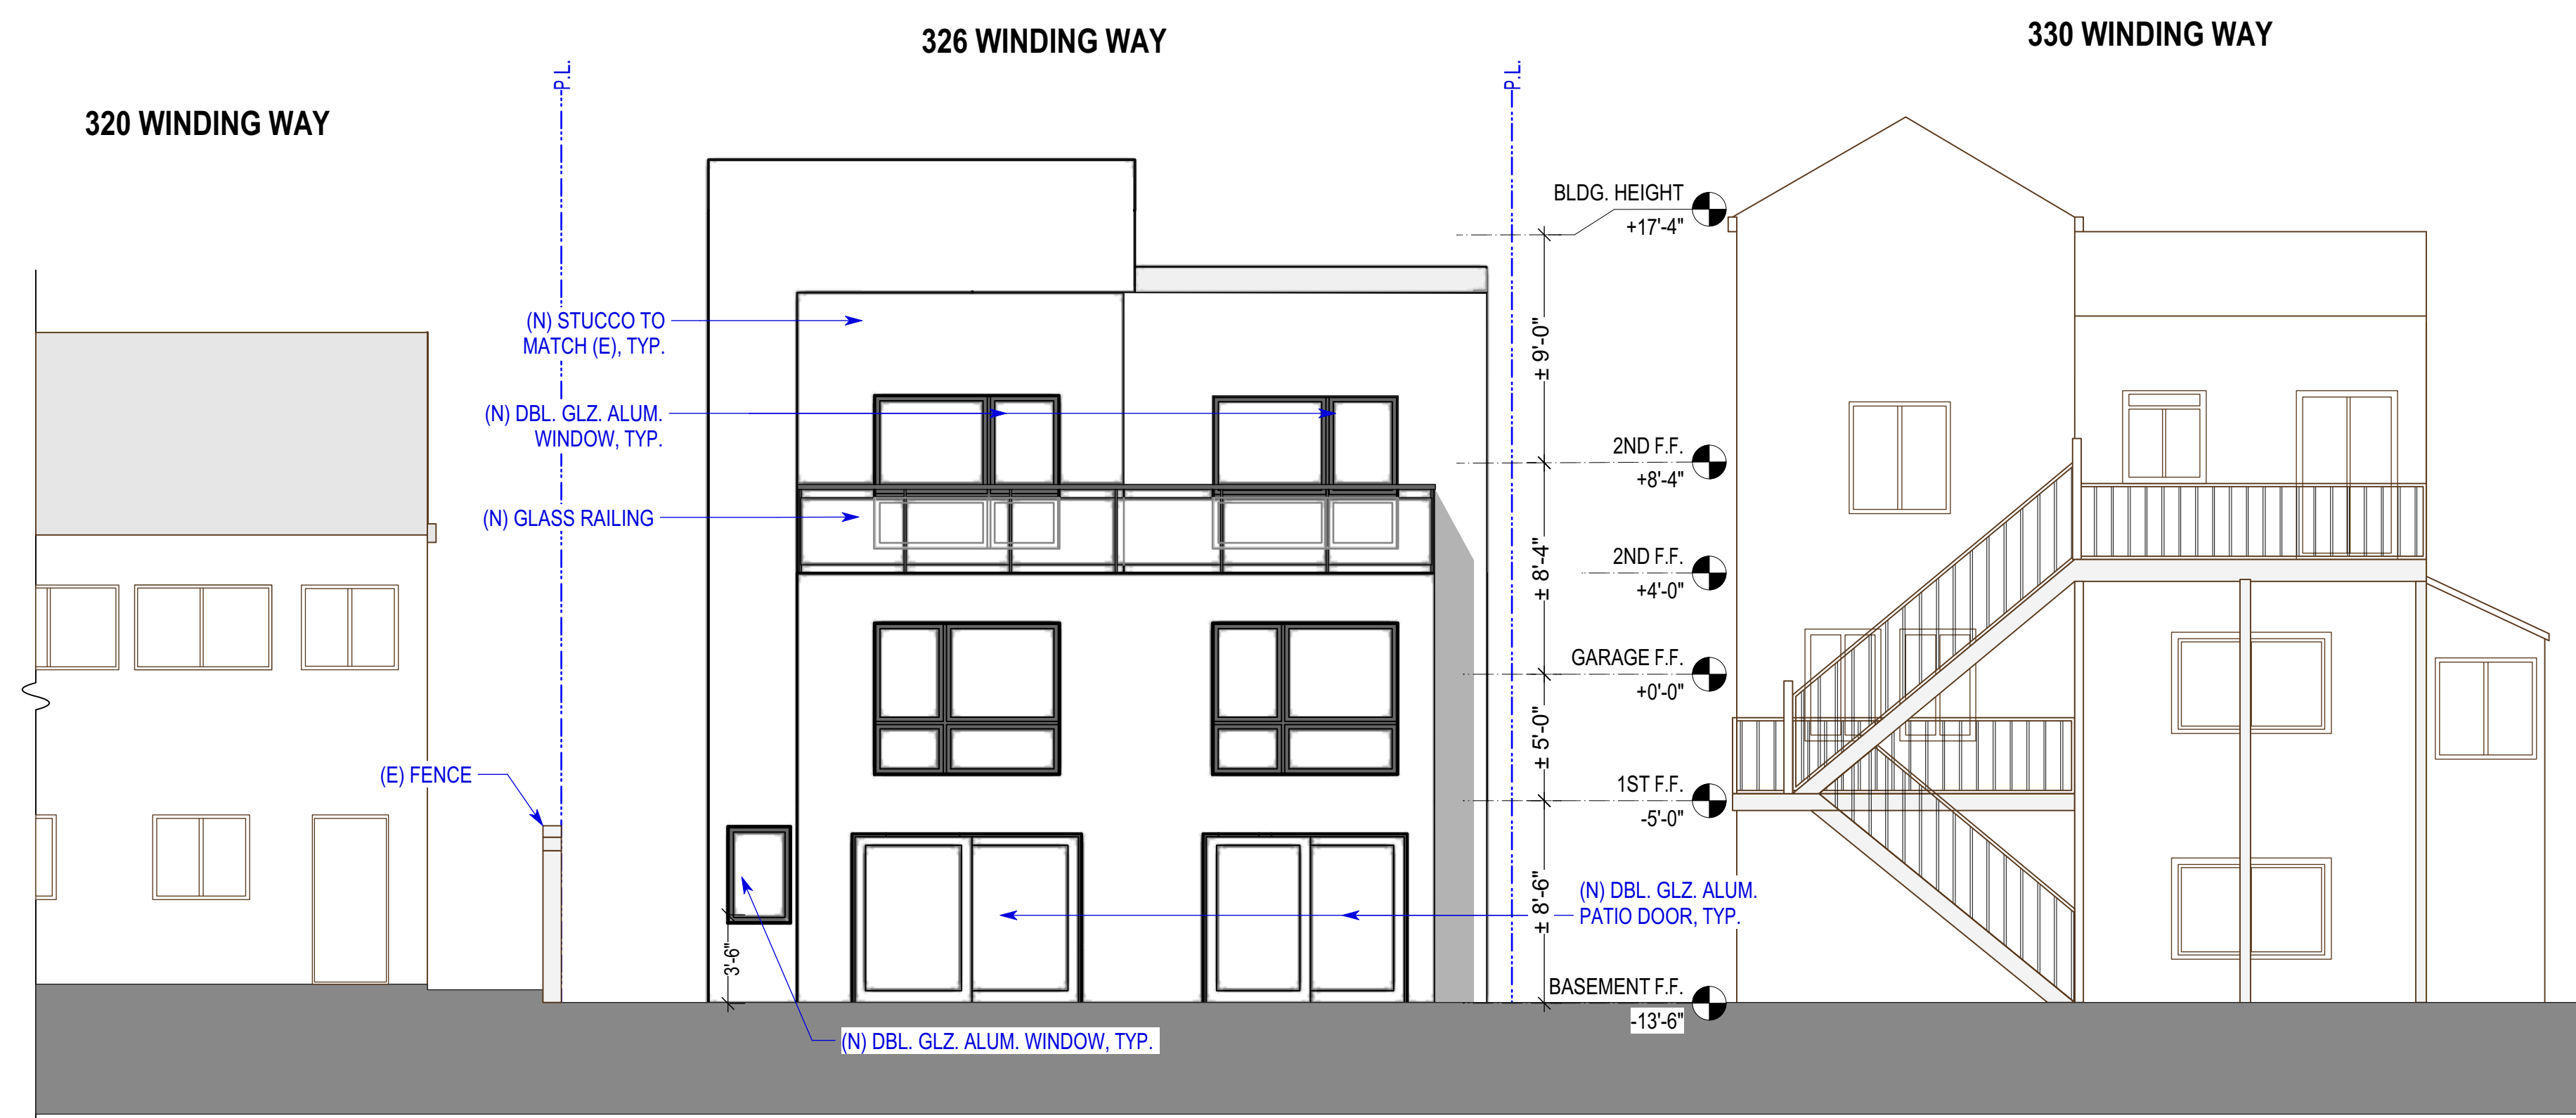 326 WINDING WAY
330 WINDING WAY
320 WINDING WAY
P.L.
P.L.
BLDG. HEIGHT
+17'-4"
(N) STUCCO TO
MATCH (E), TYP.
± 9'-0"
(N) DBL. GLZ. ALUM.
WINDOW, TYP.
2ND F.F.
+8'-4"
(N) GLASS RAILING
± 8'-4"
2ND F.F.
+4'-0"
GARAGE F.F.
+0'-0"
± 5'-0"
(E) FENCE
1ST F.F.
-5'-0"
± 8'-6"
(N) DBL. GLZ. ALUM.
PATIO DOOR, TYP.
3'-6"
BASEMENT F.F.
-13'-6"
(N) DBL. GLZ. ALUM. WINDOW, TYP.